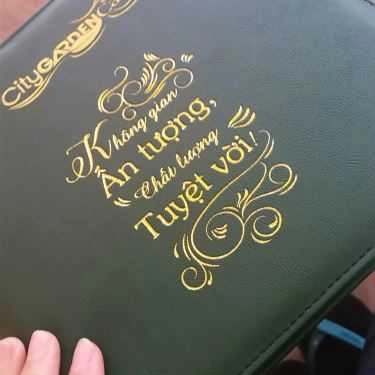 CityGARDEN
Không gian
Ấn tượng,
Chất lượng
Tuyệt vời!